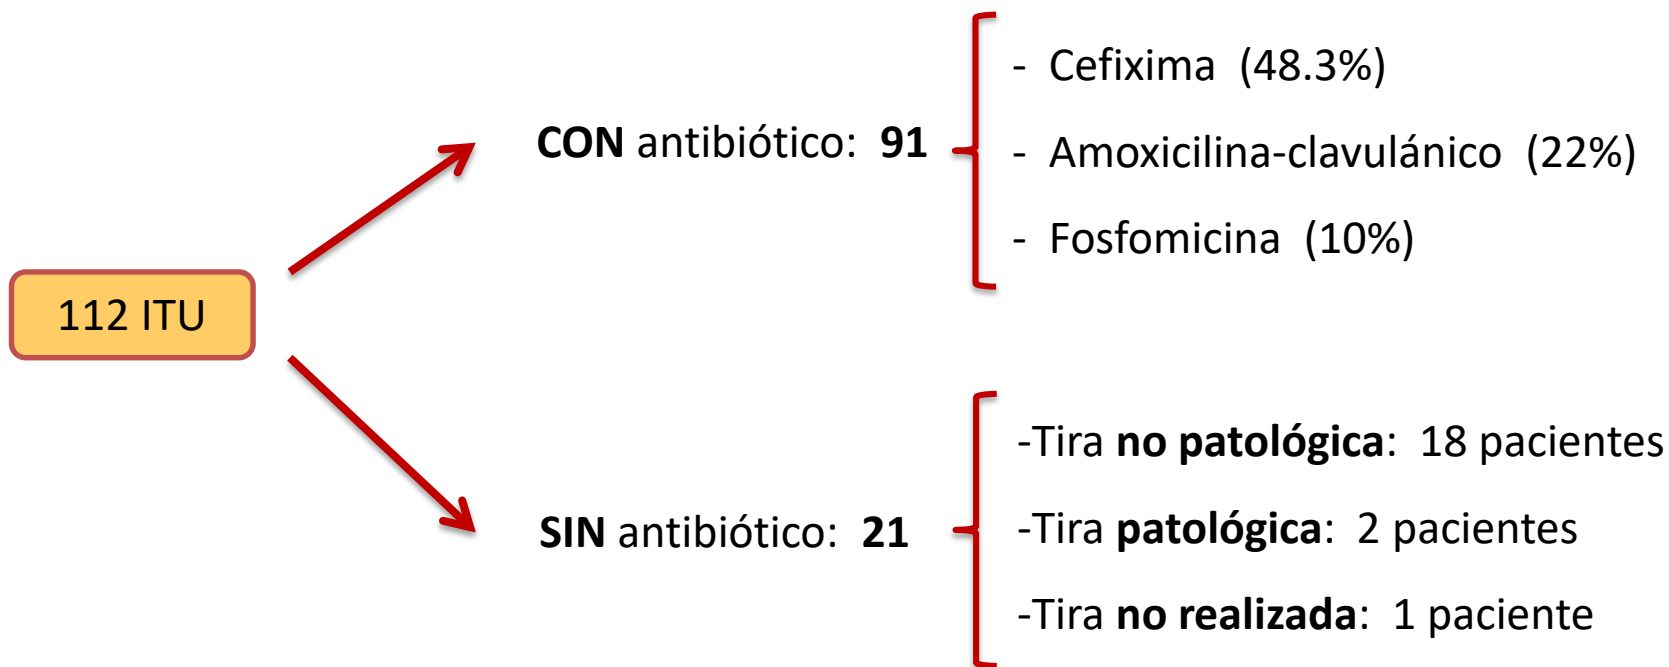 112 ITU
CON antibiótico: 91
- Cefixima (48.3%)
- Amoxicilina-clavulánico (22%)
- Fosfomicina (10%)
SIN antibiótico: 21
-Tira no patológica: 18 pacientes
-Tira patológica: 2 pacientes
-Tira no realizada: 1 paciente